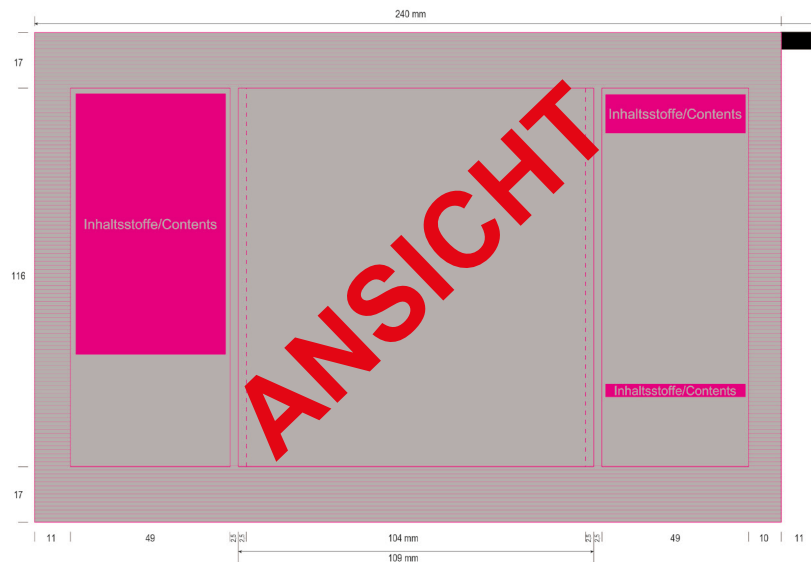 240 mm
17
Inhaltsstoffe/Contents
Inhaltsstoffe/Contents
ANSICHT
116
Inhaltsstoffe/Contents
17
11 49 2,5 2,5 104 mm 2,5 2,5 49 10 11
109 mm